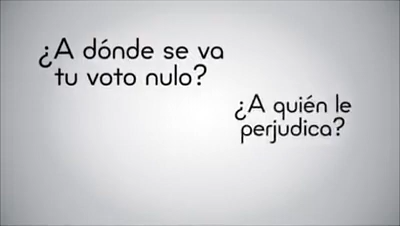 ¿A dónde se va
tu voto nulo?
¿A quién le
perjudica?